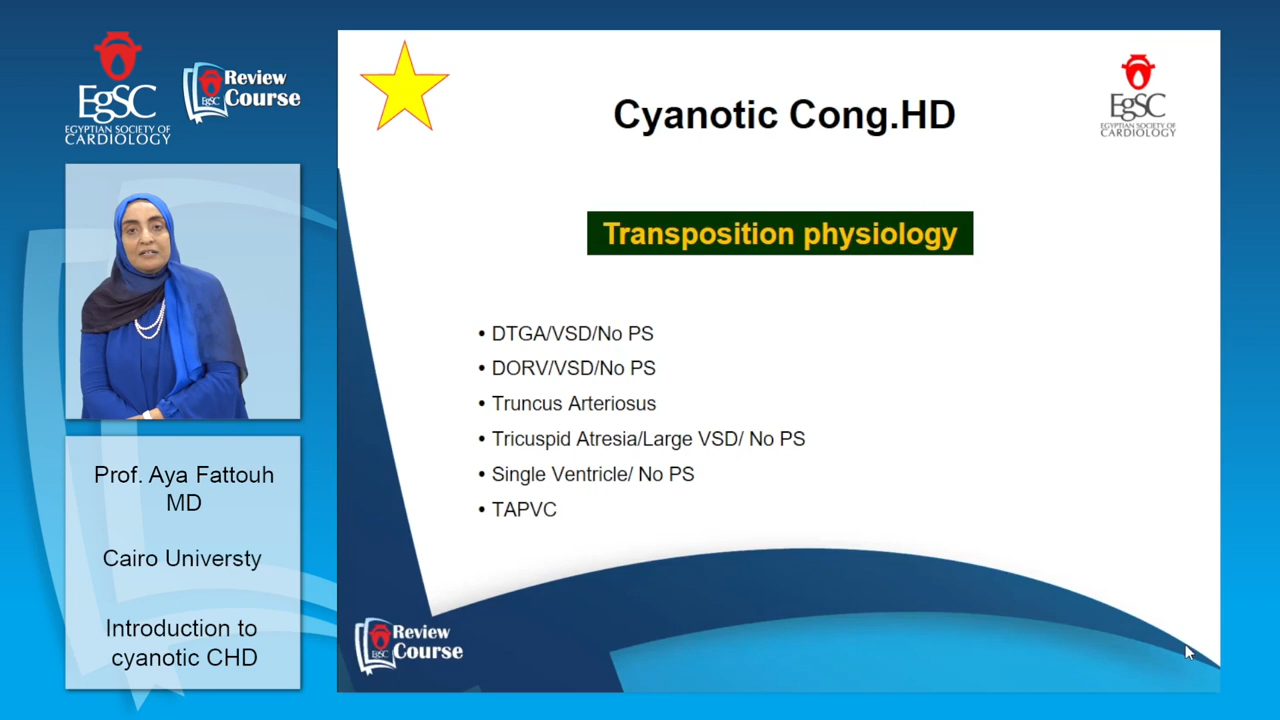 EgSC
EGYPTIAN SOCIETY OF
CARDIOLOGY
EgSC
Review
Course
Prof. Aya Fattouh
MD
Cairo Universty
Introduction to
cyanotic CHD
Cyanotic Cong.HD
EgSC
EGYPTIAN SOCIETY OF
CARDIOLOGY
Transposition physiology
• DTGA/VSD/No PS
• DORV/VSD/No PS
• Truncus Arteriosus
• Tricuspid Atresia/Large VSD/ No PS
• Single Ventricle/ No PS
• TAPVC
EgSC
Review
Course